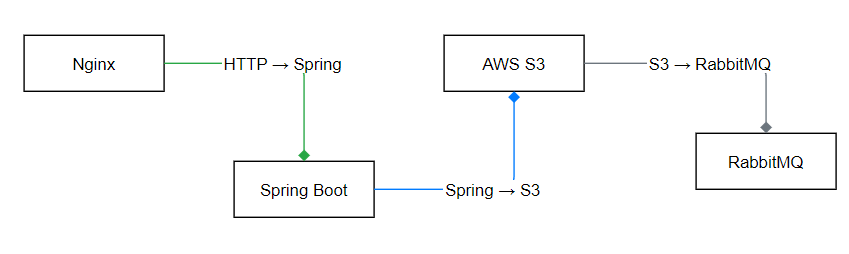 Nginx
HTTP → Spring
AWS S3
S3 → RabbitMQ
RabbitMQ
Spring Boot
Spring → S3